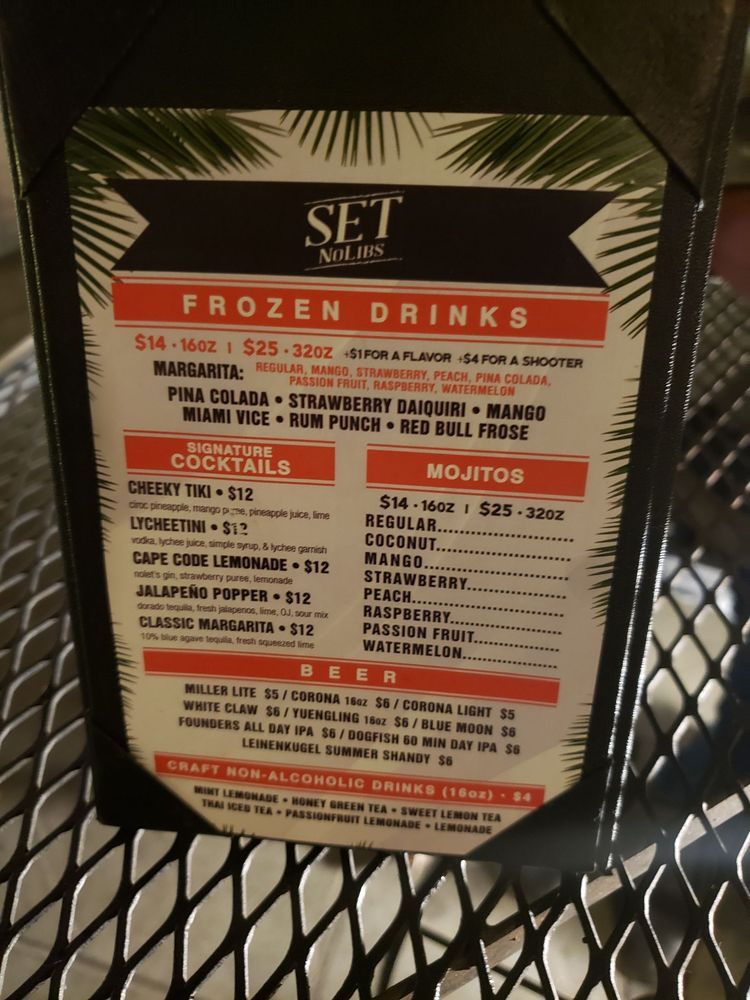 SET
NOLIBS
FROZEN DRINKS
$14 · 16OZ | $25 · 32OZ +$1 FOR A FLAVOR +$4 FOR A SHOOTER
MARGARITA: REGULAR, MANGO, STRAWBERRY, PEACH, PINA COLADA,
PASSION FRUIT, RASPBERRY, WATERMELON
PINA COLADA • STRAWBERRY DAIQUIRI • MANGO
MIAMI VICE • RUM PUNCH • RED BULL FROSE
SIGNATURE
COCKTAILS
CHEEKY TIKI • $12
ciroc pineapple, mango puree, pineapple juice, lime
LYCHEETINI • $12
vodka, lychee juice, simple syrup, & lychee garnish
CAPE CODE LEMONADE • $12
nolet's gin, strawberry puree, lemonade
JALAPEÑO POPPER • $12
dorado tequila, fresh jalapenos, lime, OJ, sour mix
CLASSIC MARGARITA • $12
10% blue agave tequila, fresh squeezed lime
MOJITOS
$14 · 16OZ | $25 · 32OZ
REGULAR........................
COCONUT........................
MANGO..........................
STRAWBERRY..................
PEACH...........................
RASPBERRY....................
PASSION FRUIT...............
WATERMELON.................
BEER
MILLER LITE $5 / CORONA 16oz $6 / CORONA LIGHT $5
WHITE CLAW $6 / YUENGLING 16oz $6 / BLUE MOON $6
FOUNDERS ALL DAY IPA $6 / DOGFISH 60 MIN DAY IPA $6
LEINENKUGEL SUMMER SHANDY $6
CRAFT NON-ALCOHOLIC DRINKS (16oz) · $4
MINT LEMONADE • HONEY GREEN TEA • SWEET LEMON TEA
THAI ICED TEA • PASSIONFRUIT LEMONADE • LEMONADE